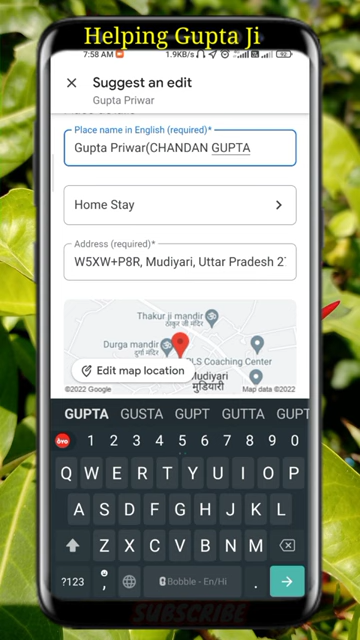 Helping Gupta Ji
7:58 AM 1.9KB/s
Suggest an edit
Gupta Priwar
Place name in English (required)*
Gupta Priwar(CHANDAN GUPTA
Home Stay
Address (required)*
W5XW+P8R, Mudiyari, Uttar Pradesh 2
Thakur ji mandir
ठाकुर जी मंदिर
Durga mandir
दुर्गा मंदिर
PLS Coaching Center
Edit map location
Mudiyari
मुड़ियारी
©2022 Google
Map data ©2022
GUPTA GUSTA GUPT GUTTA GUPT
1 2 3 4 5 6 7 8 9 0
Q W E R T Y U I O P
A S D F G H J K L
Z X C V B N M
?123 , Bobble - En/Hi .
SUBSCRIBE